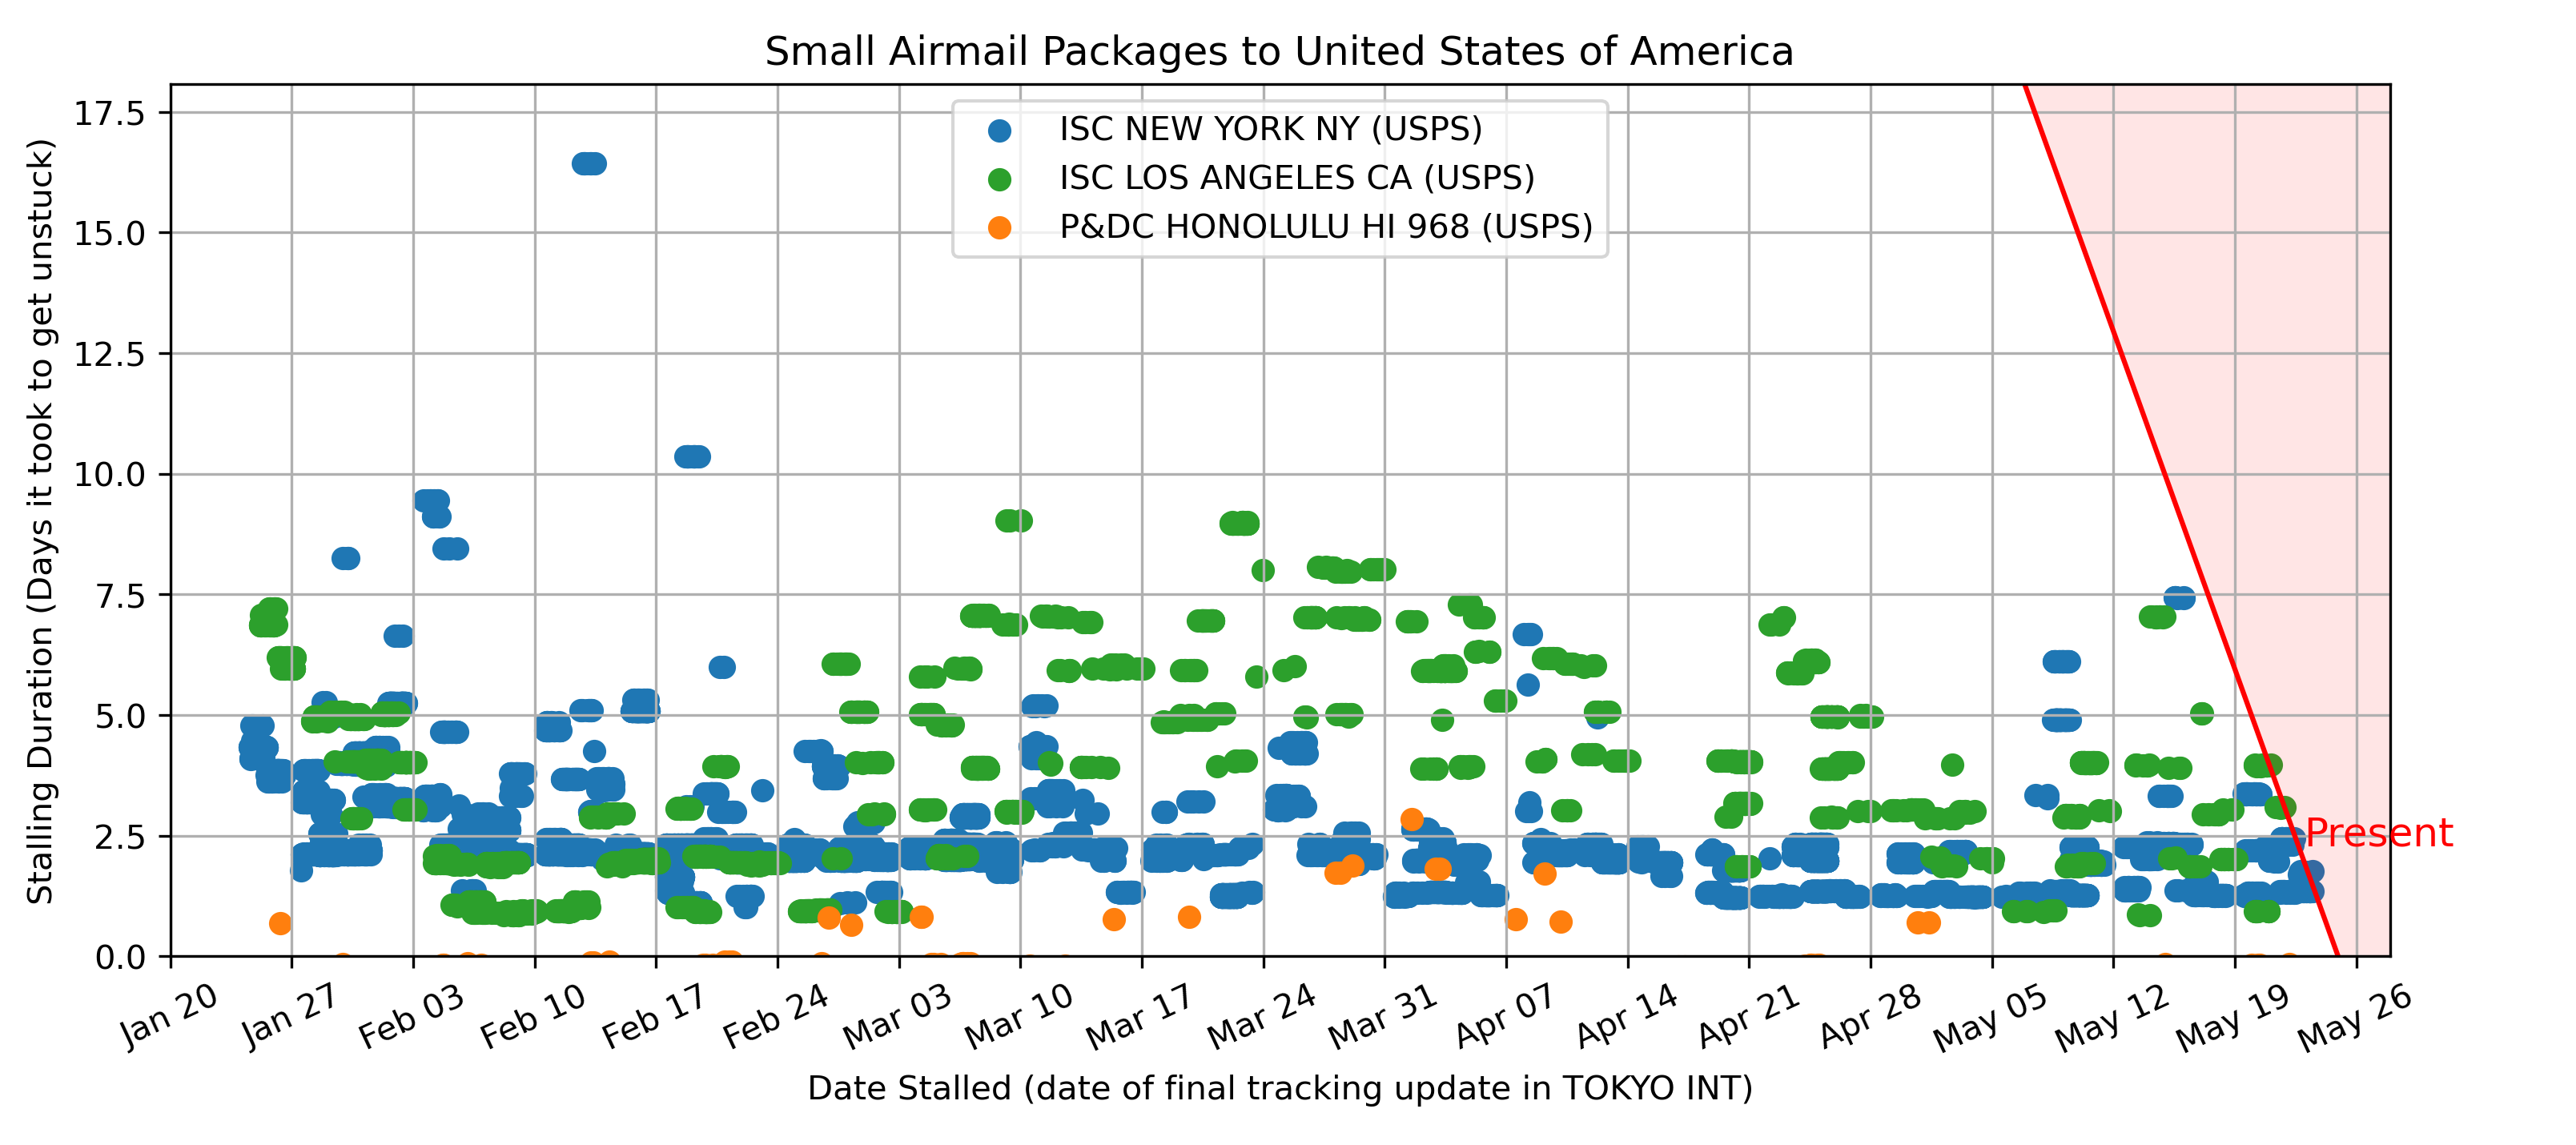 Small Airmail Packages to United States of America
ISC NEW YORK NY (USPS)
ISC LOS ANGELES CA (USPS)
P&DC HONOLULU HI 968 (USPS)
Stalling Duration (Days it took to get unstuck)
17.5
15.0
12.5
10.0
7.5
5.0
2.5
0.0
Present
Jan 20 Jan 27 Feb 03 Feb 10 Feb 17 Feb 24 Mar 03 Mar 10 Mar 17 Mar 24 Mar 31 Apr 07 Apr 14 Apr 21 Apr 28 May 05 May 12 May 19 May 26
Date Stalled (date of final tracking update in TOKYO INT)